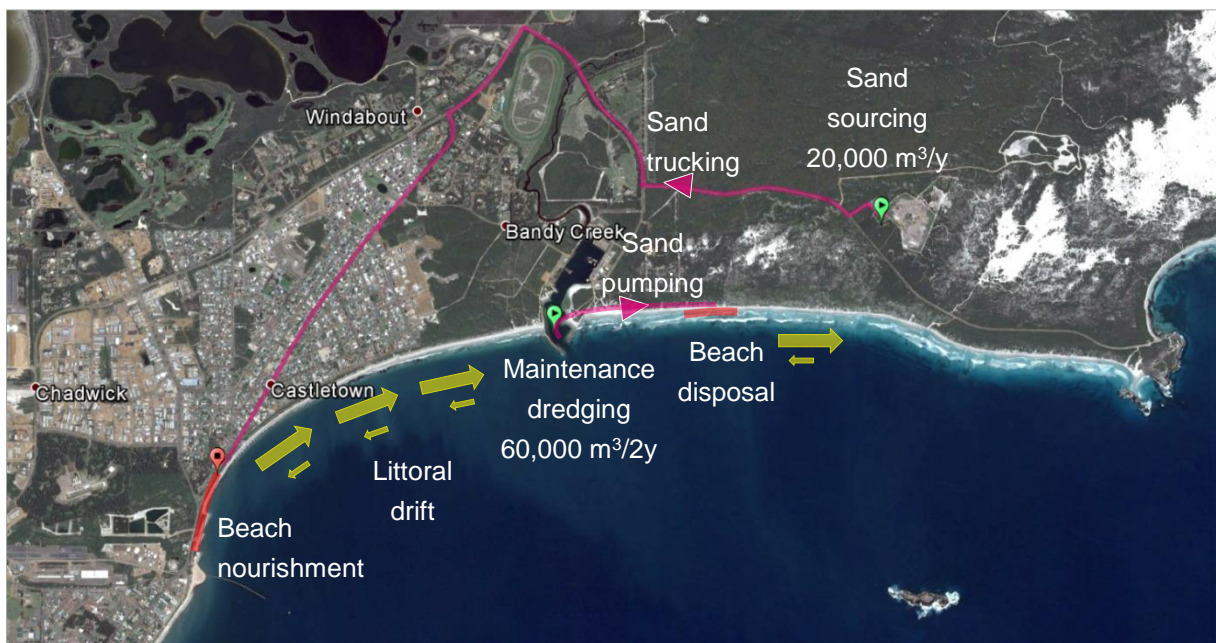 Windabout
Sand
trucking
Sand
sourcing
20,000 m³/y
Bandy Creek
Sand
pumping
Chadwick
Castletown
Maintenance
dredging
60,000 m³/2y
Beach
disposal
Littoral
drift
Beach
nourishment